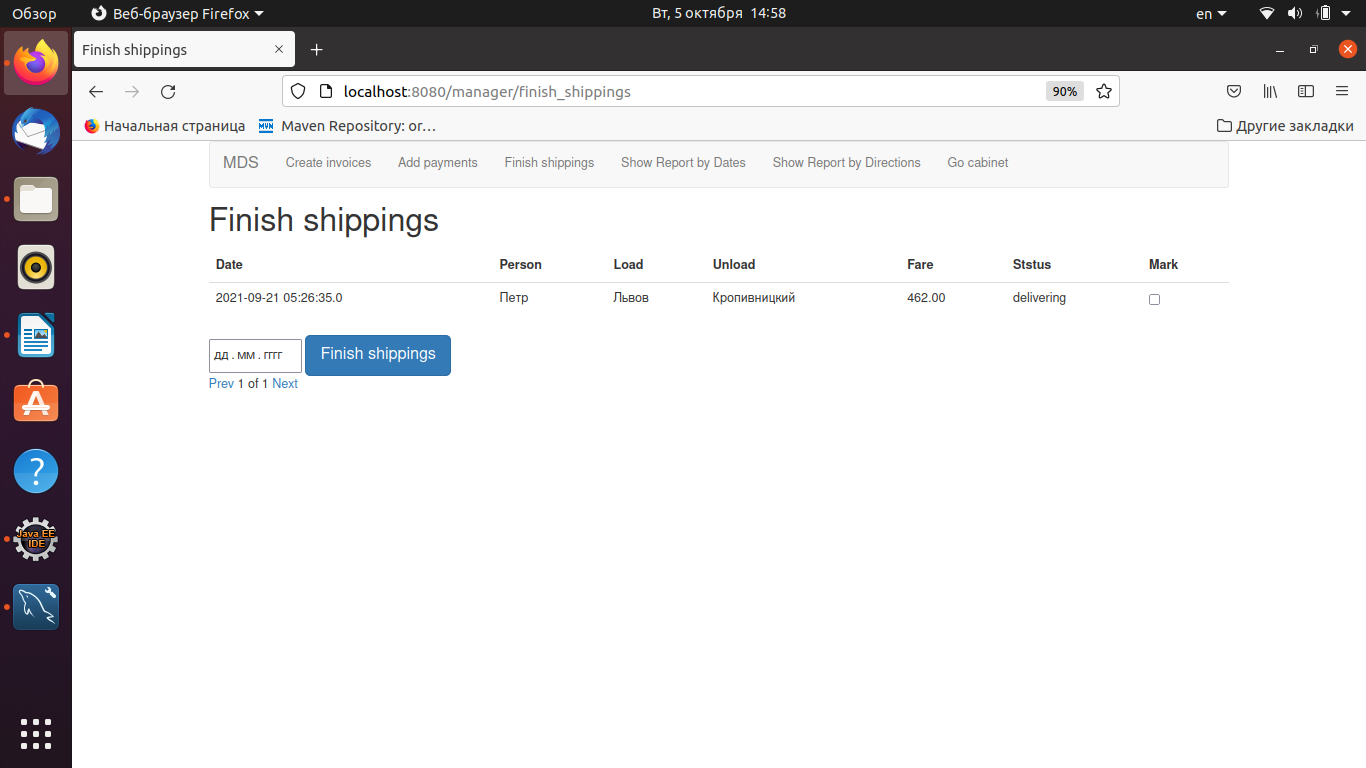 Обзор Веб-браузер Firefox Вт, 5 октября 14:58 en
Finish shippings
localhost:8080/manager/finish_shippings 90%
Начальная страница Maven Repository: or… Другие закладки
MDS Create invoices Add payments Finish shippings Show Report by Dates Show Report by Directions Go cabinet
Finish shippings
Date Person Load Unload Fare Ststus Mark
2021-09-21 05:26:35.0 Петр Львов Кропивницкий 462.00 delivering
дд . мм . гггг Finish shippings
Prev 1 of 1 Next
Java EE
IDE